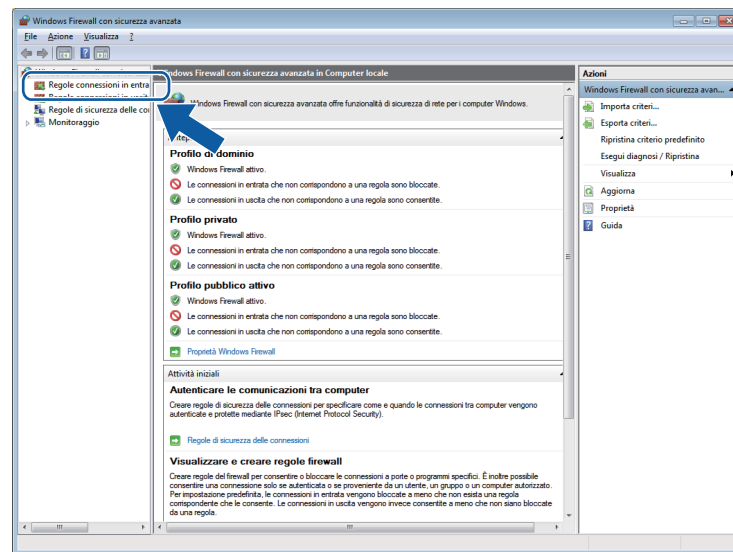 Windows Firewall con sicurezza avanzata
File Azione Visualizza ?
Regole connessioni in entra
Regole di sicurezza delle co
Monitoraggio
ndows Firewall con sicurezza avanzata in Computer locale
Windows Firewall con sicurezza avanzata offre funzionalità di sicurezza di rete per i computer Windows.
Profilo di dominio
Windows Firewall attivo.
Le connessioni in entrata che non corrispondono a una regola sono bloccate.
Le connessioni in uscita che non corrispondono a una regola sono consentite.
Profilo privato
Windows Firewall attivo.
Le connessioni in entrata che non corrispondono a una regola sono bloccate.
Le connessioni in uscita che non corrispondono a una regola sono consentite.
Profilo pubblico attivo
Windows Firewall attivo.
Le connessioni in entrata che non corrispondono a una regola sono bloccate.
Le connessioni in uscita che non corrispondono a una regola sono consentite.
Proprietà Windows Firewall
Attività iniziali
Autenticare le comunicazioni tra computer
Creare regole di sicurezza delle connessioni per specificare come e quando le connessioni tra computer vengono
autenticate e protette mediante IPsec (Internet Protocol Security).
Regole di sicurezza delle connessioni
Visualizzare e creare regole firewall
Creare regole del firewall per consentire o bloccare le connessioni a porte o programmi specifici. È inoltre possibile
consentire una connessione solo se autenticata o se proveniente da un utente, un gruppo o un computer autorizzato.
Per impostazione predefinita, le connessioni in entrata vengono bloccate a meno che non esista una regola
corrispondente che le consente. Le connessioni in uscita vengono invece consentite a meno che non siano bloccate
da una regola.
Azioni
Windows Firewall con sicurezza avan...
Importa criteri...
Esporta criteri...
Ripristina criterio predefinito
Esegui diagnosi / Ripristina
Visualizza
Aggiorna
Proprietà
Guida